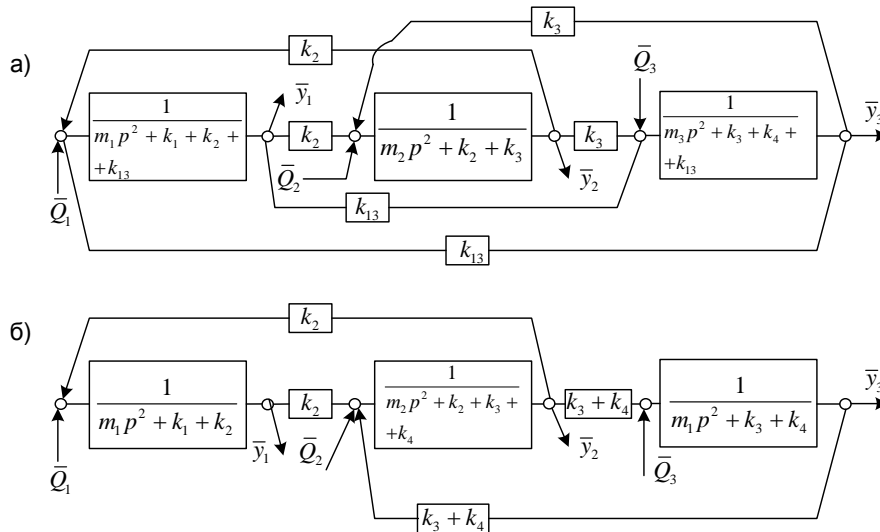 а)
k₂
k₃
Q̄₃
ȳ₁
1
m₁p² + k₁ + k₂ +
+k₁₃
k₂
1
m₂p² + k₂ + k₃
k₃
1
m₃p² + k₃ + k₄ +
+k₁₃
ȳ₃
Q̄₁
Q̄₂
ȳ₂
k₁₃
k₁₃
б)
k₂
1
m₁p² + k₁ + k₂
k₂
1
m₂p² + k₂ + k₃ +
+k₄
k₃ + k₄
1
m₁p² + k₃ + k₄
ȳ₃
Q̄₁
ȳ₁
Q̄₂
ȳ₂
Q̄₃
k₃ + k₄